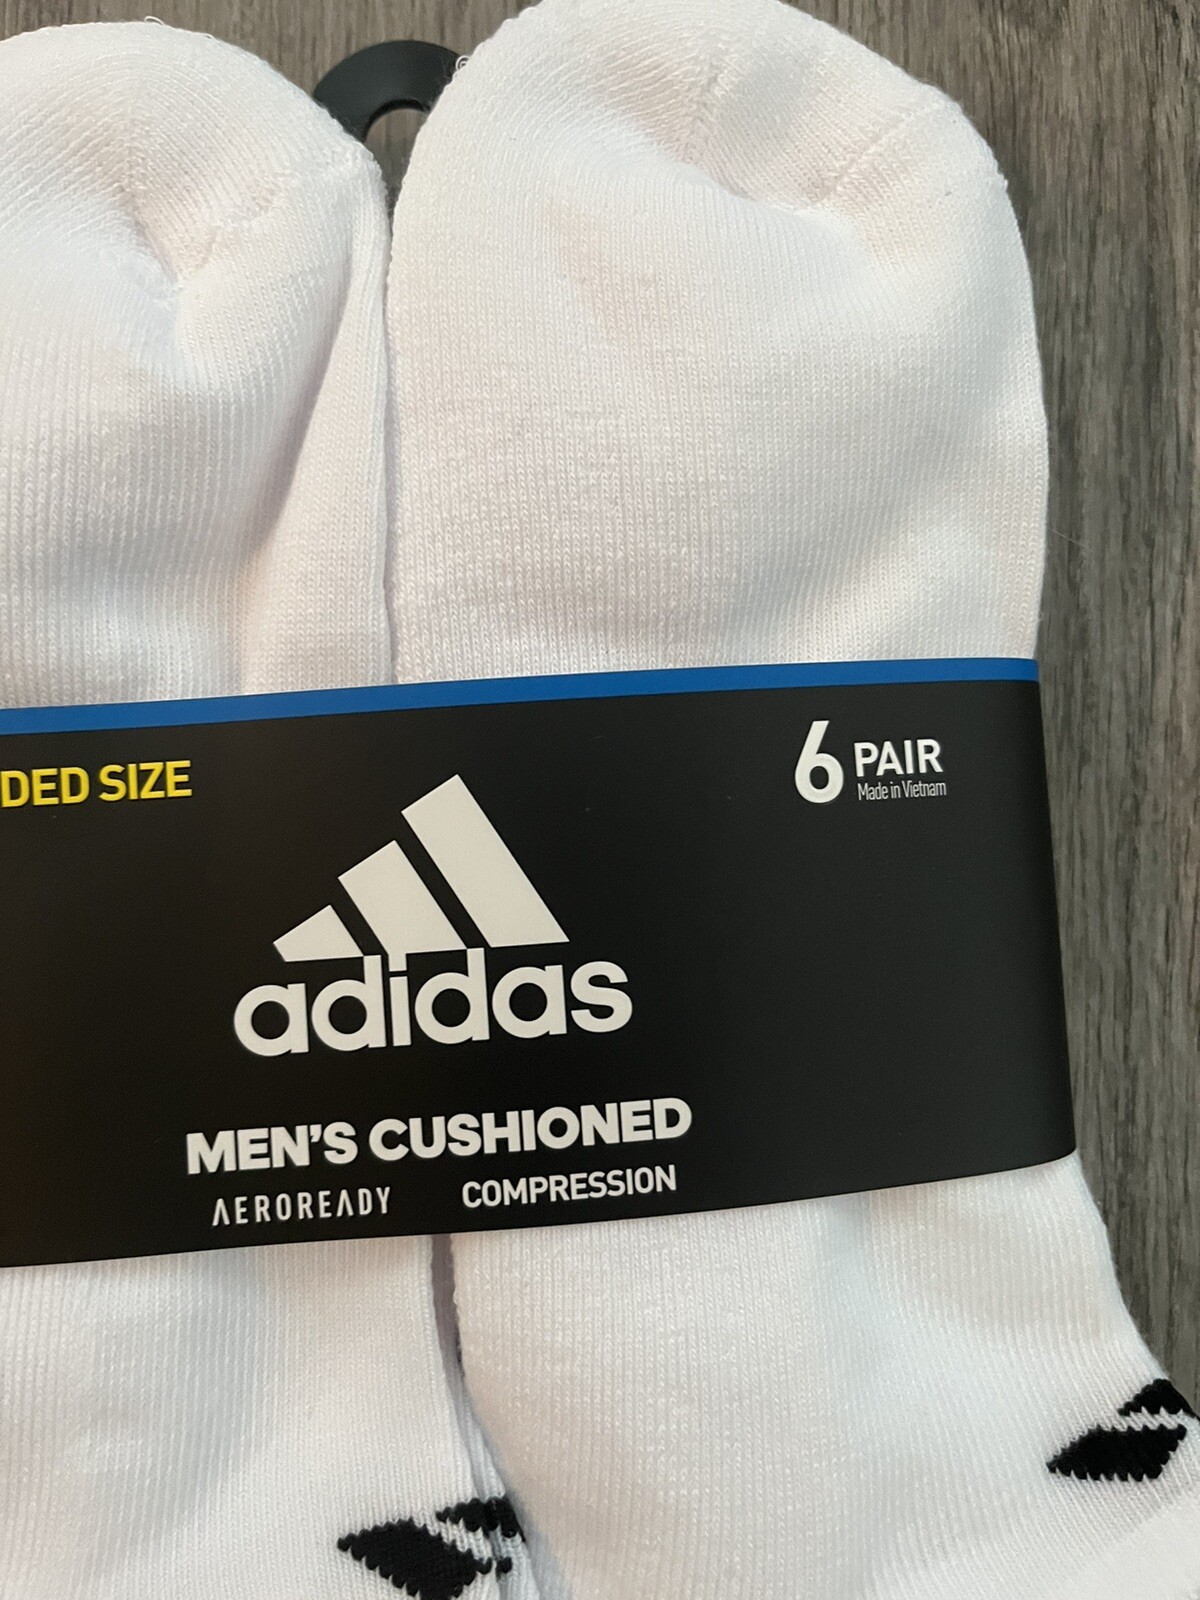 DED SIZE
6 PAIR
Made in Vietnam
adidas
MEN'S CUSHIONED
AEROREADY COMPRESSION